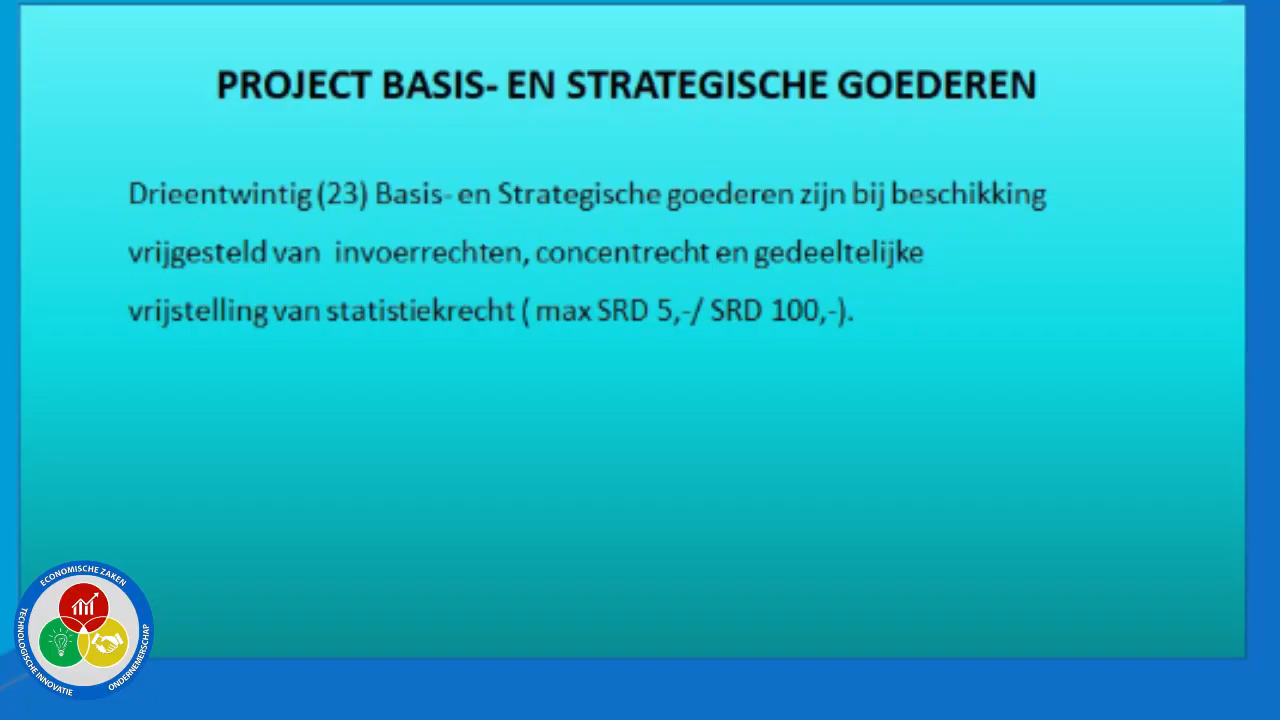 PROJECT BASIS- EN STRATEGISCHE GOEDEREN
Drieentwintig (23) Basis- en Strategische goederen zijn bij beschikking
vrijgesteld van invoerrechten, concentrecht en gedeeltelijke
vrijstelling van statistiekrecht ( max SRD 5,-/ SRD 100,-).
ECONOMISCHE ZAKEN
TECHNOLOGISCHE INNOVATIE
ONDERNEMERSCHAP